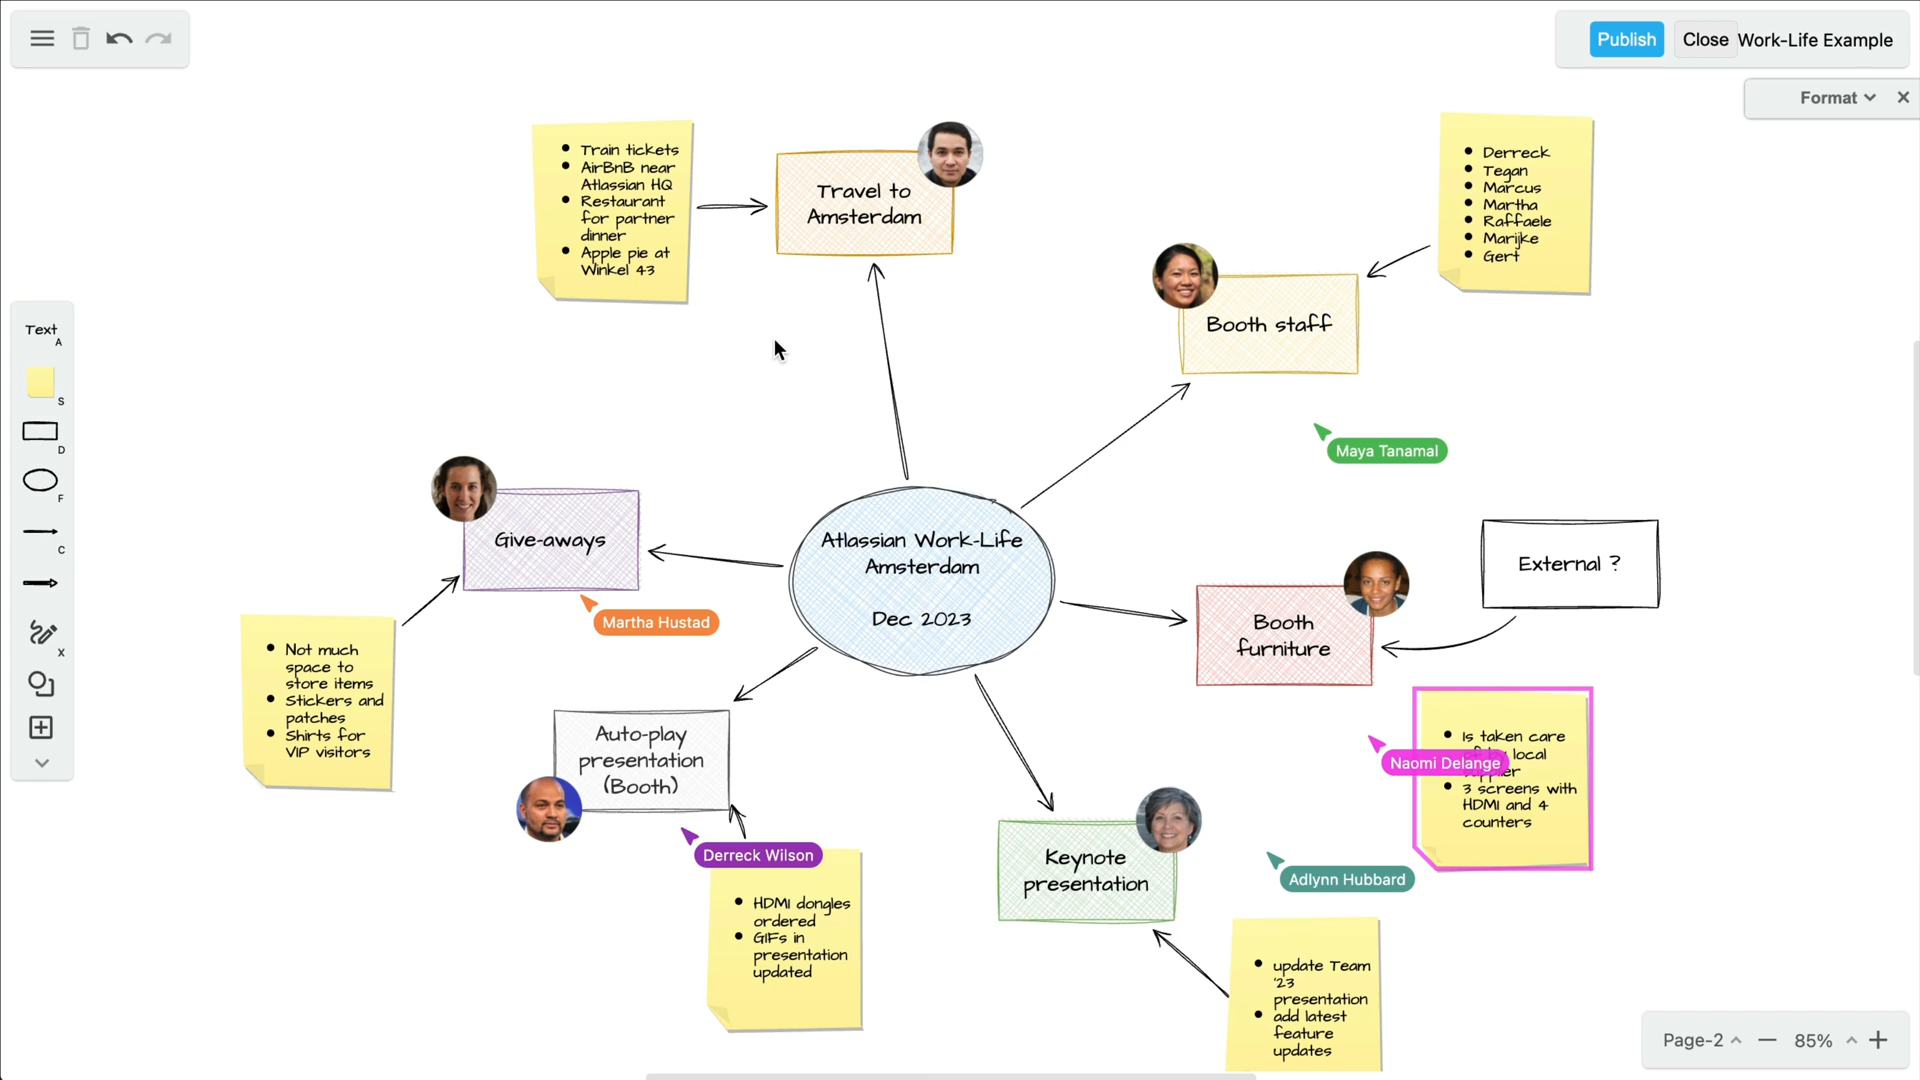 Publish
Close
Work-Life Example
Format
Train tickets
AirBnB near
Atlassian HQ
Restaurant
for partner
dinner
Apple pie at
Winkel 43
Travel to
Amsterdam
Derreck
Tegan
Marcus
Martha
Raffaele
Marijke
Gert
Booth staff
Text
A
S
D
F
C
X
Maya Tanamal
Give-aways
Martha Hustad
Atlassian Work-Life
Amsterdam
Dec 2023
External ?
Booth
furniture
Not much
space to
store items
Stickers and
patches
Shirts for
VIP visitors
Auto-play
presentation
(Booth)
Derreck Wilson
HDMI dongles
ordered
GIFs in
presentation
updated
Naomi Delange
Is taken care
of by local
supplier
3 screens with
HDMI and 4
counters
Keynote
presentation
Adlynn Hubbard
update Team
'23
presentation
add latest
feature
updates
Page-2
85%